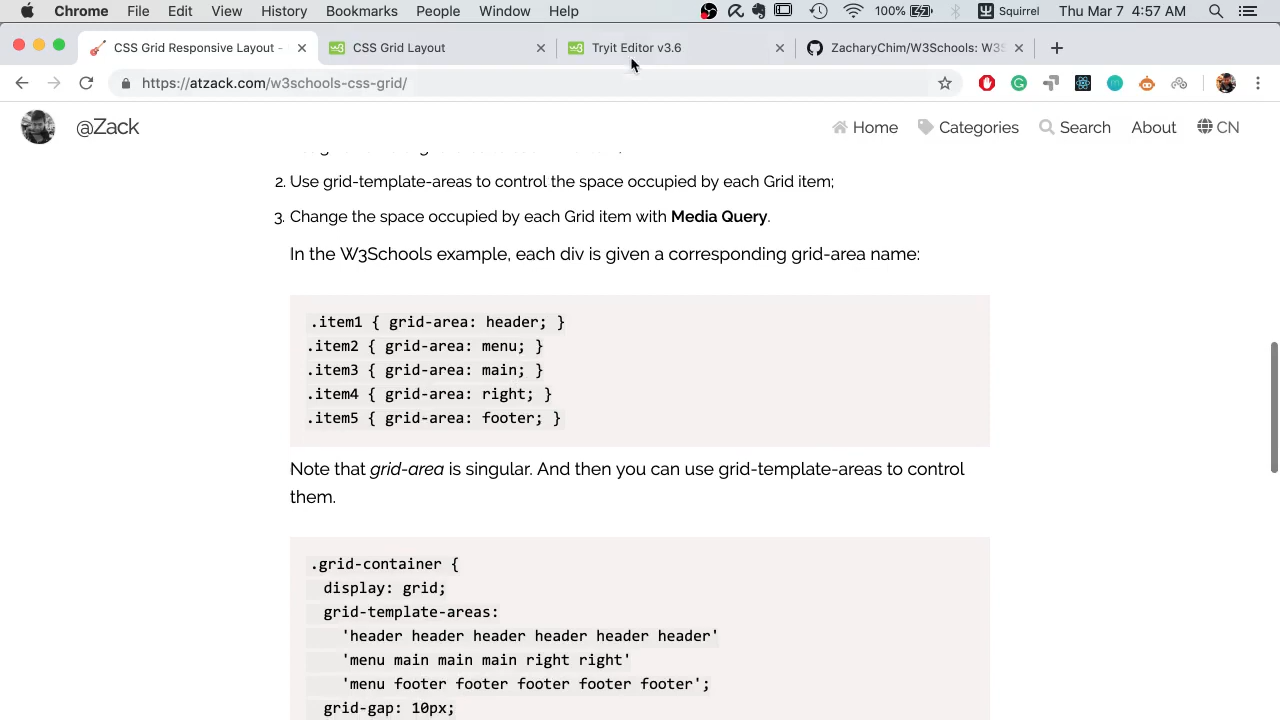 Chrome File Edit View History Bookmarks People Window Help 100% Squirrel Thu Mar 7 4:57 AM
CSS Grid Responsive Layout - CSS Grid Layout Tryit Editor v3.6 ZacharyChim/W3Schools: W3S
https://atzack.com/w3schools-css-grid/
@Zack Home Categories Search About CN
2. Use grid-template-areas to control the space occupied by each Grid item;
3. Change the space occupied by each Grid item with Media Query.
In the W3Schools example, each div is given a corresponding grid-area name:
.item1 { grid-area: header; }
.item2 { grid-area: menu; }
.item3 { grid-area: main; }
.item4 { grid-area: right; }
.item5 { grid-area: footer; }
Note that grid-area is singular. And then you can use grid-template-areas to control
them.
.grid-container {
display: grid;
grid-template-areas:
'header header header header header header'
'menu main main main right right'
'menu footer footer footer footer footer';
grid-gap: 10px;